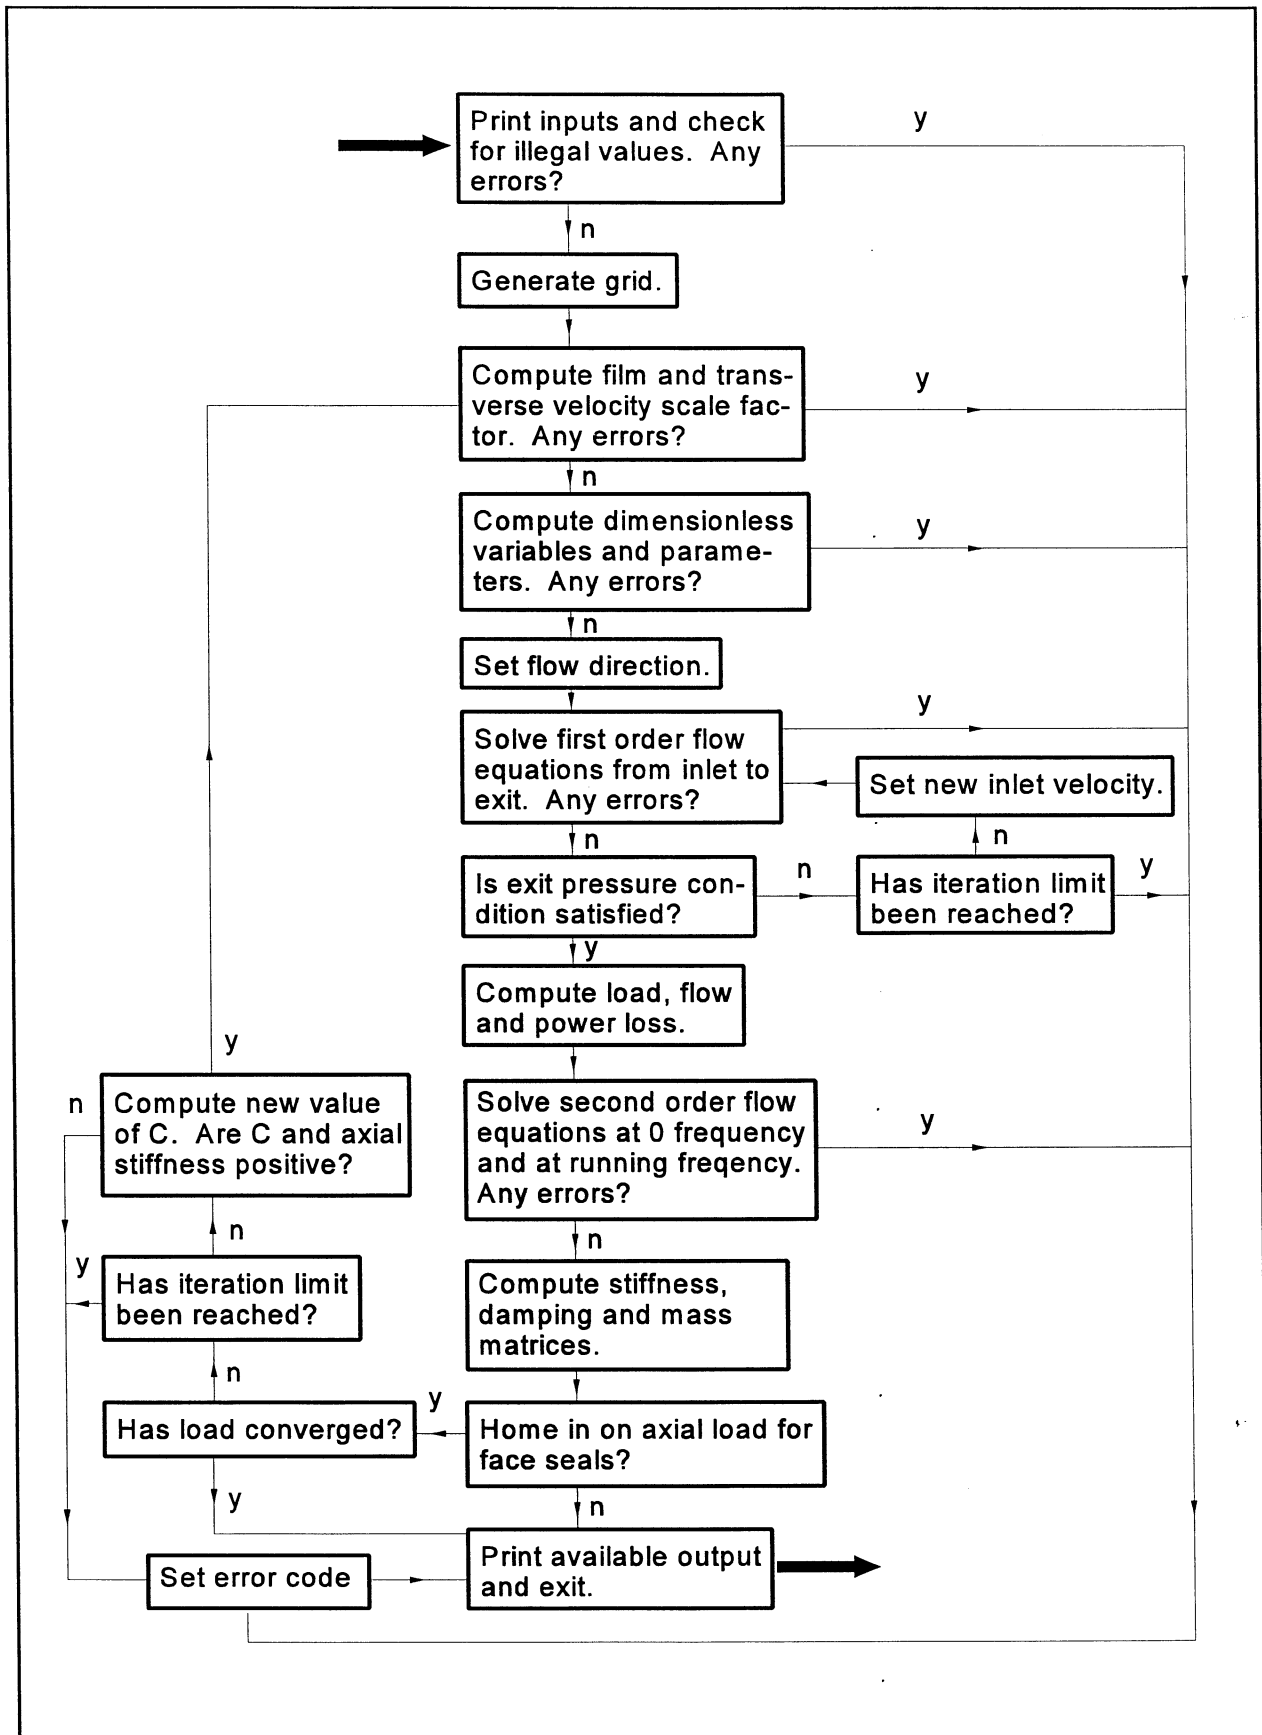 Print inputs and check
for illegal values. Any
errors?
y
n
Generate grid.
Compute film and trans-
verse velocity scale fac-
tor. Any errors?
y
n
Compute dimensionless
variables and parame-
ters. Any errors?
y
n
Set flow direction.
Solve first order flow
equations from inlet to
exit. Any errors?
y
Set new inlet velocity.
n
n
Is exit pressure con-
dition satisfied?
n
Has iteration limit
been reached?
y
y
Compute load, flow
and power loss.
y
n
Compute new value
of C. Are C and axial
stiffness positive?
Solve second order flow
equations at 0 frequency
and at running freqency.
Any errors?
y
n
n
y
Has iteration limit
been reached?
Compute stiffness,
damping and mass
matrices.
n
Has load converged?
y
Home in on axial load for
face seals?
y
n
Set error code
Print available output
and exit.